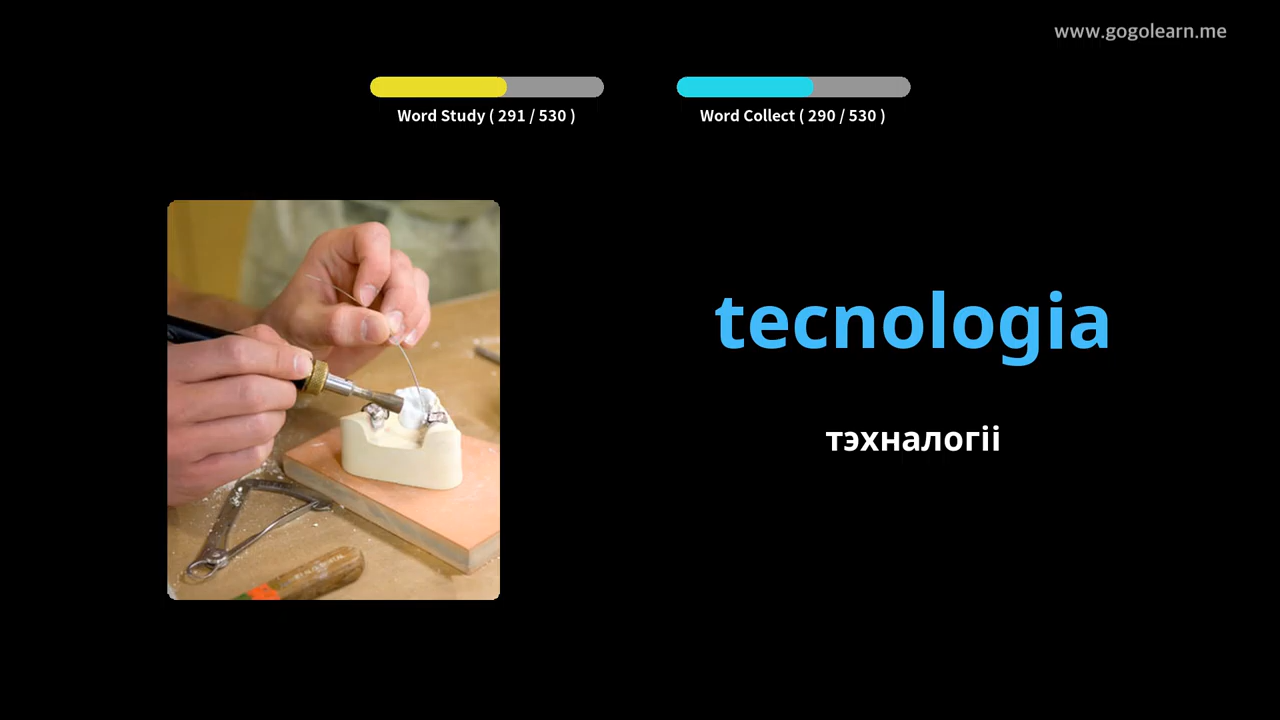 www.gogolearn.me
Word Study ( 291 / 530 )
Word Collect ( 290 / 530 )
tecnologia
тэхналогіі